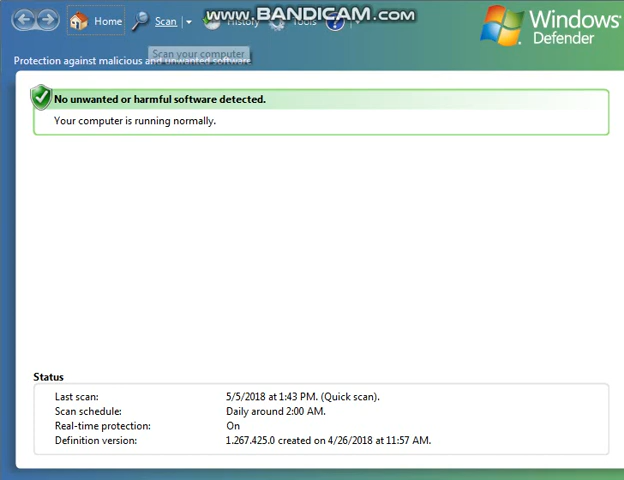 Home Scan History Tools
www.BANDICAM.com
Windows
Defender
Scan your computer
Protection against malicious and unwanted software
No unwanted or harmful software detected.
Your computer is running normally.
Status
Last scan: 5/5/2018 at 1:43 PM. (Quick scan).
Scan schedule: Daily around 2:00 AM.
Real-time protection: On
Definition version: 1.267.425.0 created on 4/26/2018 at 11:57 AM.